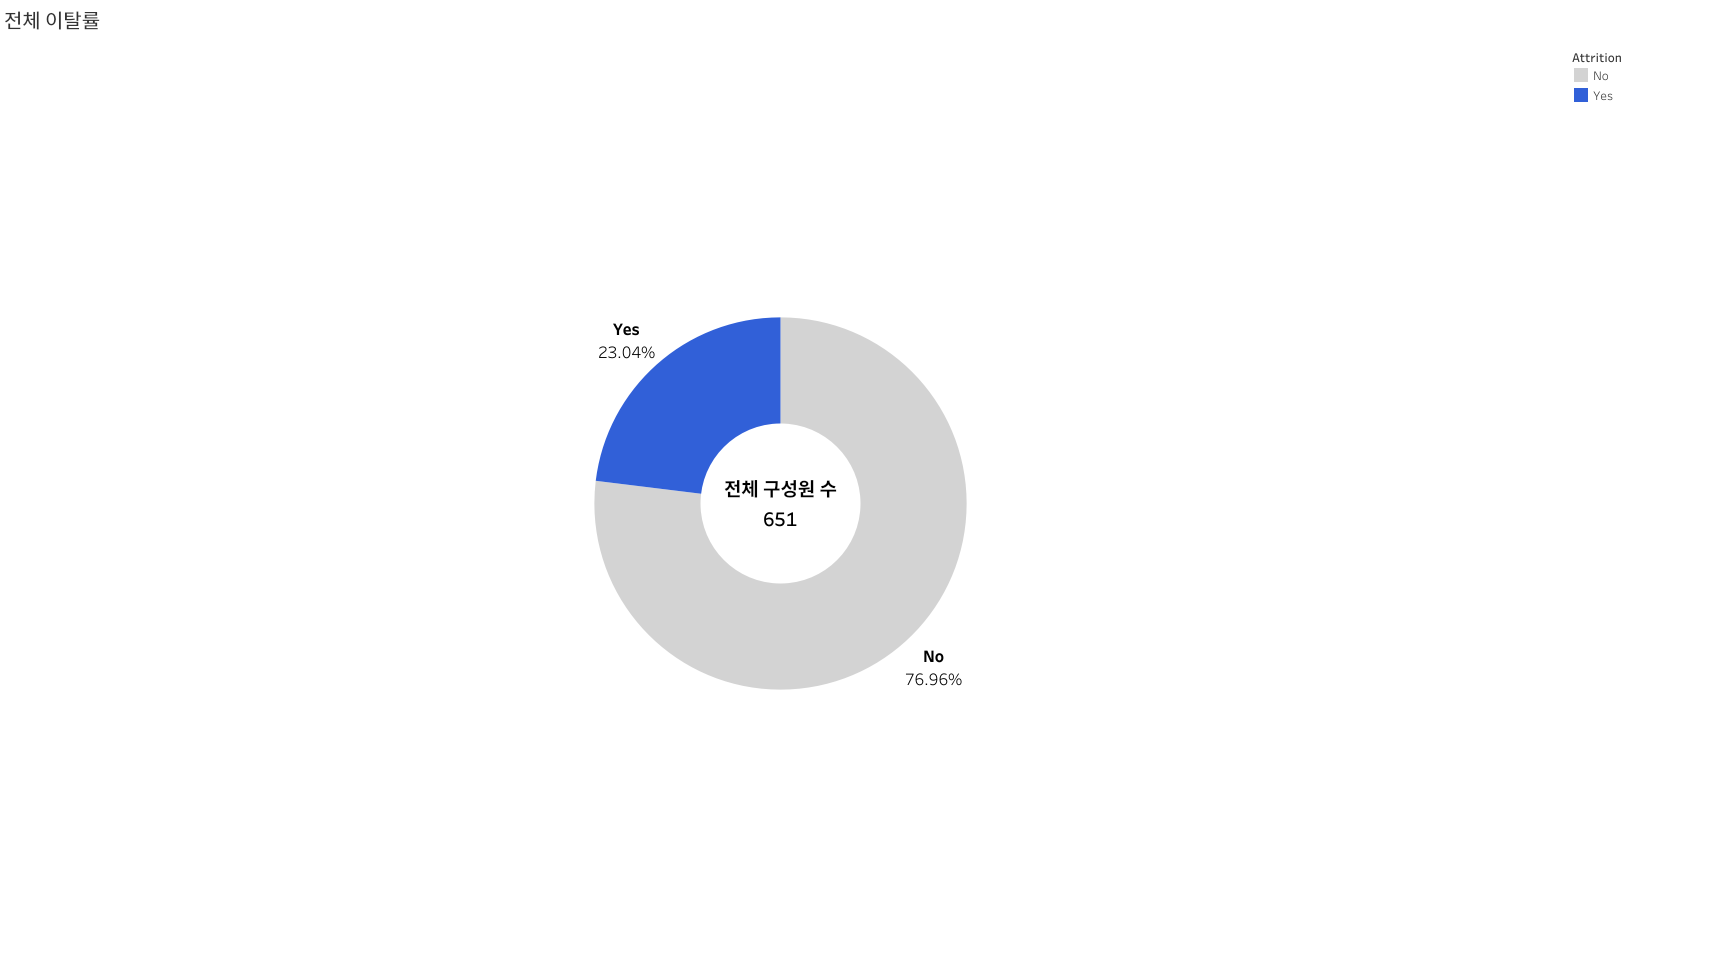 전체 이탈률
Attrition
No
Yes
Yes
23.04%
전체 구성원 수
651
No
76.96%